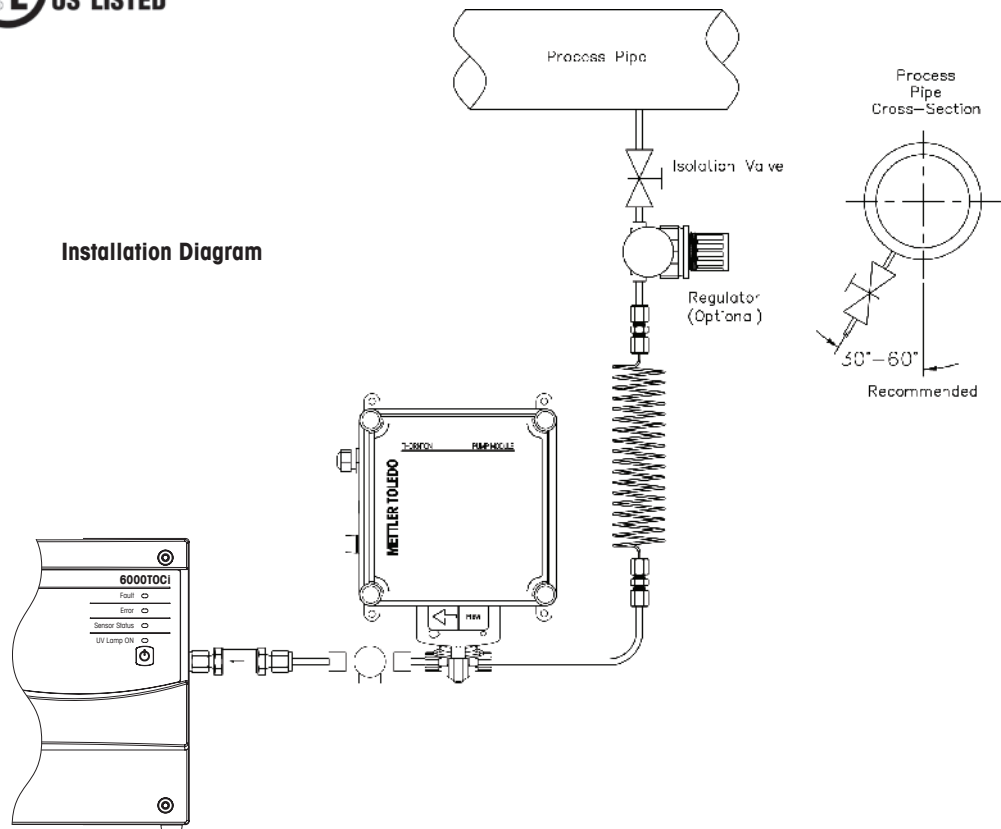 US LISTED
Process Pipe
Process
Pipe
Cross-Section
Isolation Valve
Installation Diagram
Regulator
(Optional)
30°-60°
Recommended
THORNTON PUMP MODULE
METTLER TOLEDO
6000TOCi
Fault
Error
Sensor Status
UV Lamp ON